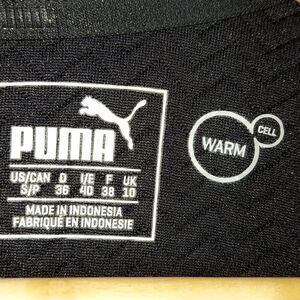 PUMA
US/CAN D I/E F UK
S/P 36 40 38 10
MADE IN INDONESIA
FABRIQUÉ EN INDONESIE
WARM
CELL